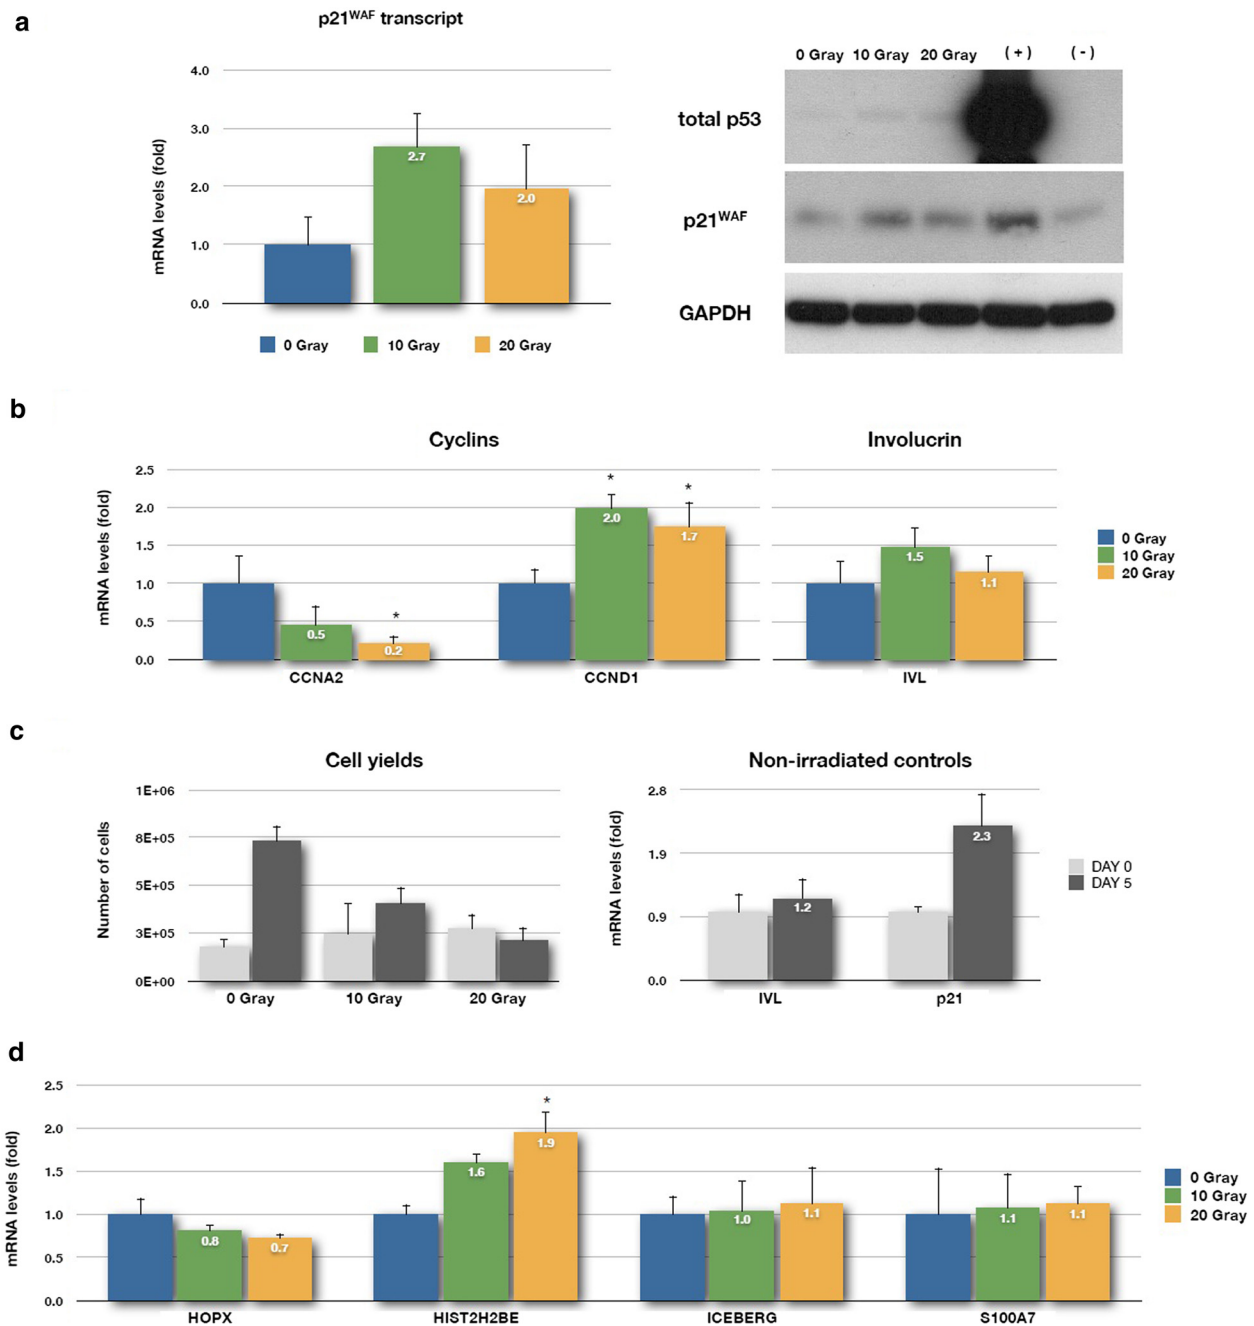 a
p21WAF transcript
mRNA levels (fold)
4.0
3.0
2.0
1.0
0.0
2.7
2.0
0 Gray
10 Gray
20 Gray
0 Gray 10 Gray 20 Gray (+) (-)
total p53
p21WAF
GAPDH
b
Cyclins
Involucrin
mRNA levels (fold)
2.5
2.0
1.5
1.0
0.5
0.0
0.5
*
0.2
*
2.0
*
1.7
1.5
1.1
CCNA2
CCND1
IVL
0 Gray
10 Gray
20 Gray
c
Cell yields
Number of cells
1E+06
8E+05
5E+05
3E+05
0E+00
0 Gray
10 Gray
20 Gray
Non-irradiated controls
mRNA levels (fold)
2.8
1.9
0.9
0.0
1.2
2.3
IVL
p21
DAY 0
DAY 5
d
mRNA levels (fold)
2.5
2.0
1.5
1.0
0.5
0.0
0.8
0.7
1.6
*
1.9
1.0
1.1
1.1
1.1
HOPX
HIST2H2BE
ICEBERG
S100A7
0 Gray
10 Gray
20 Gray